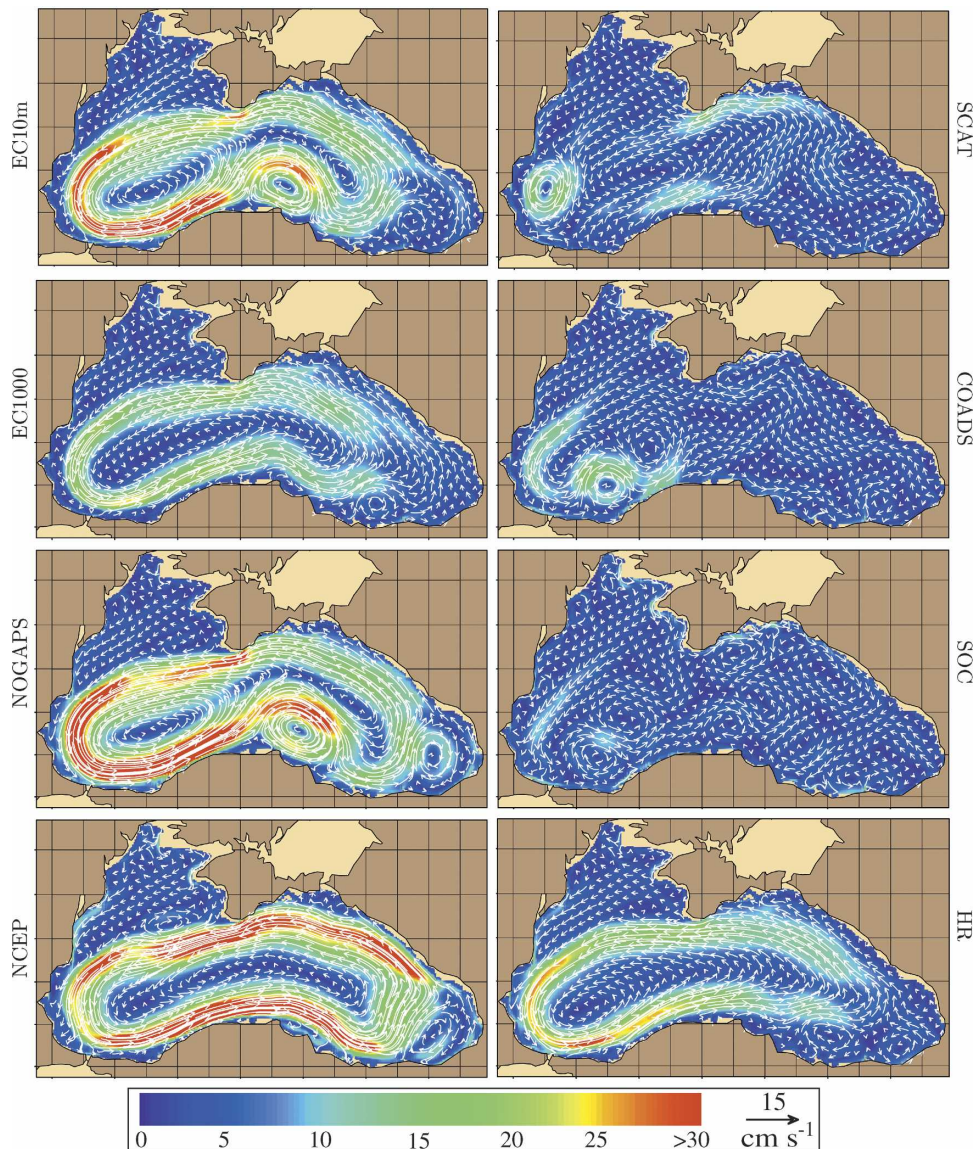 EC10m
SCAT
EC1000
COADS
NOGAPS
SOC
NCEP
HR
0 5 10 15 20 25 >30
15
cm s⁻¹